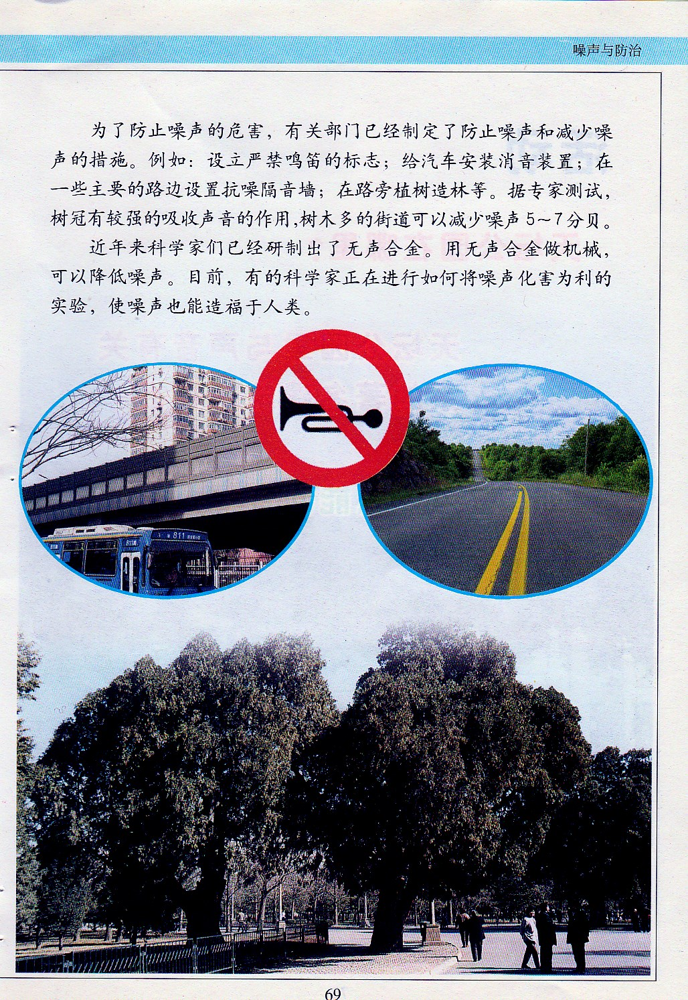 噪声与防治
为了防止噪声的危害，有关部门已经制定了防止噪声和减少噪
声的措施。例如：设立严禁鸣笛的标志；给汽车安装消音装置；在
一些主要的路边设置抗噪隔音墙；在路旁植树造林等。据专家测试，
树冠有较强的吸收声音的作用,树木多的街道可以减少噪声5～7分贝。
近年来科学家们已经研制出了无声合金。用无声合金做机械，
可以降低噪声。目前，有的科学家正在进行如何将噪声化害为利的
实验，使噪声也能造福于人类。
811
811
69